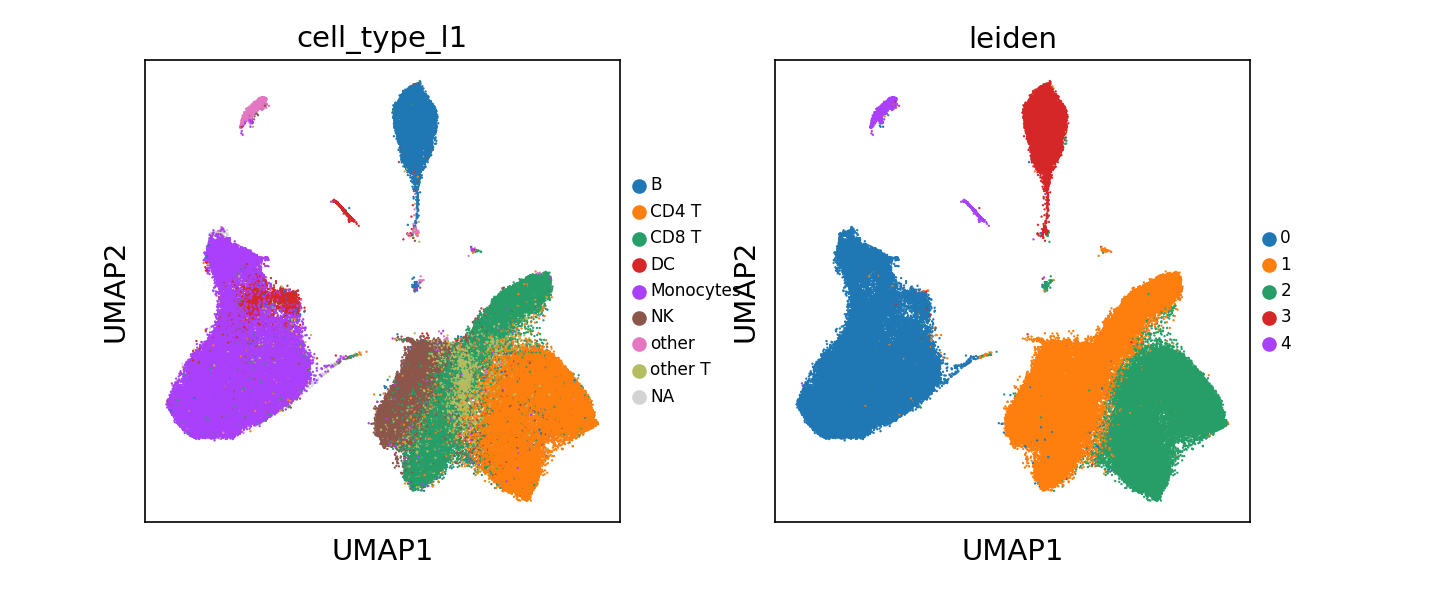 cell_type_l1
UMAP2
UMAP1
B
CD4 T
CD8 T
DC
Monocytes
NK
other
other T
NA
leiden
UMAP2
UMAP1
0
1
2
3
4